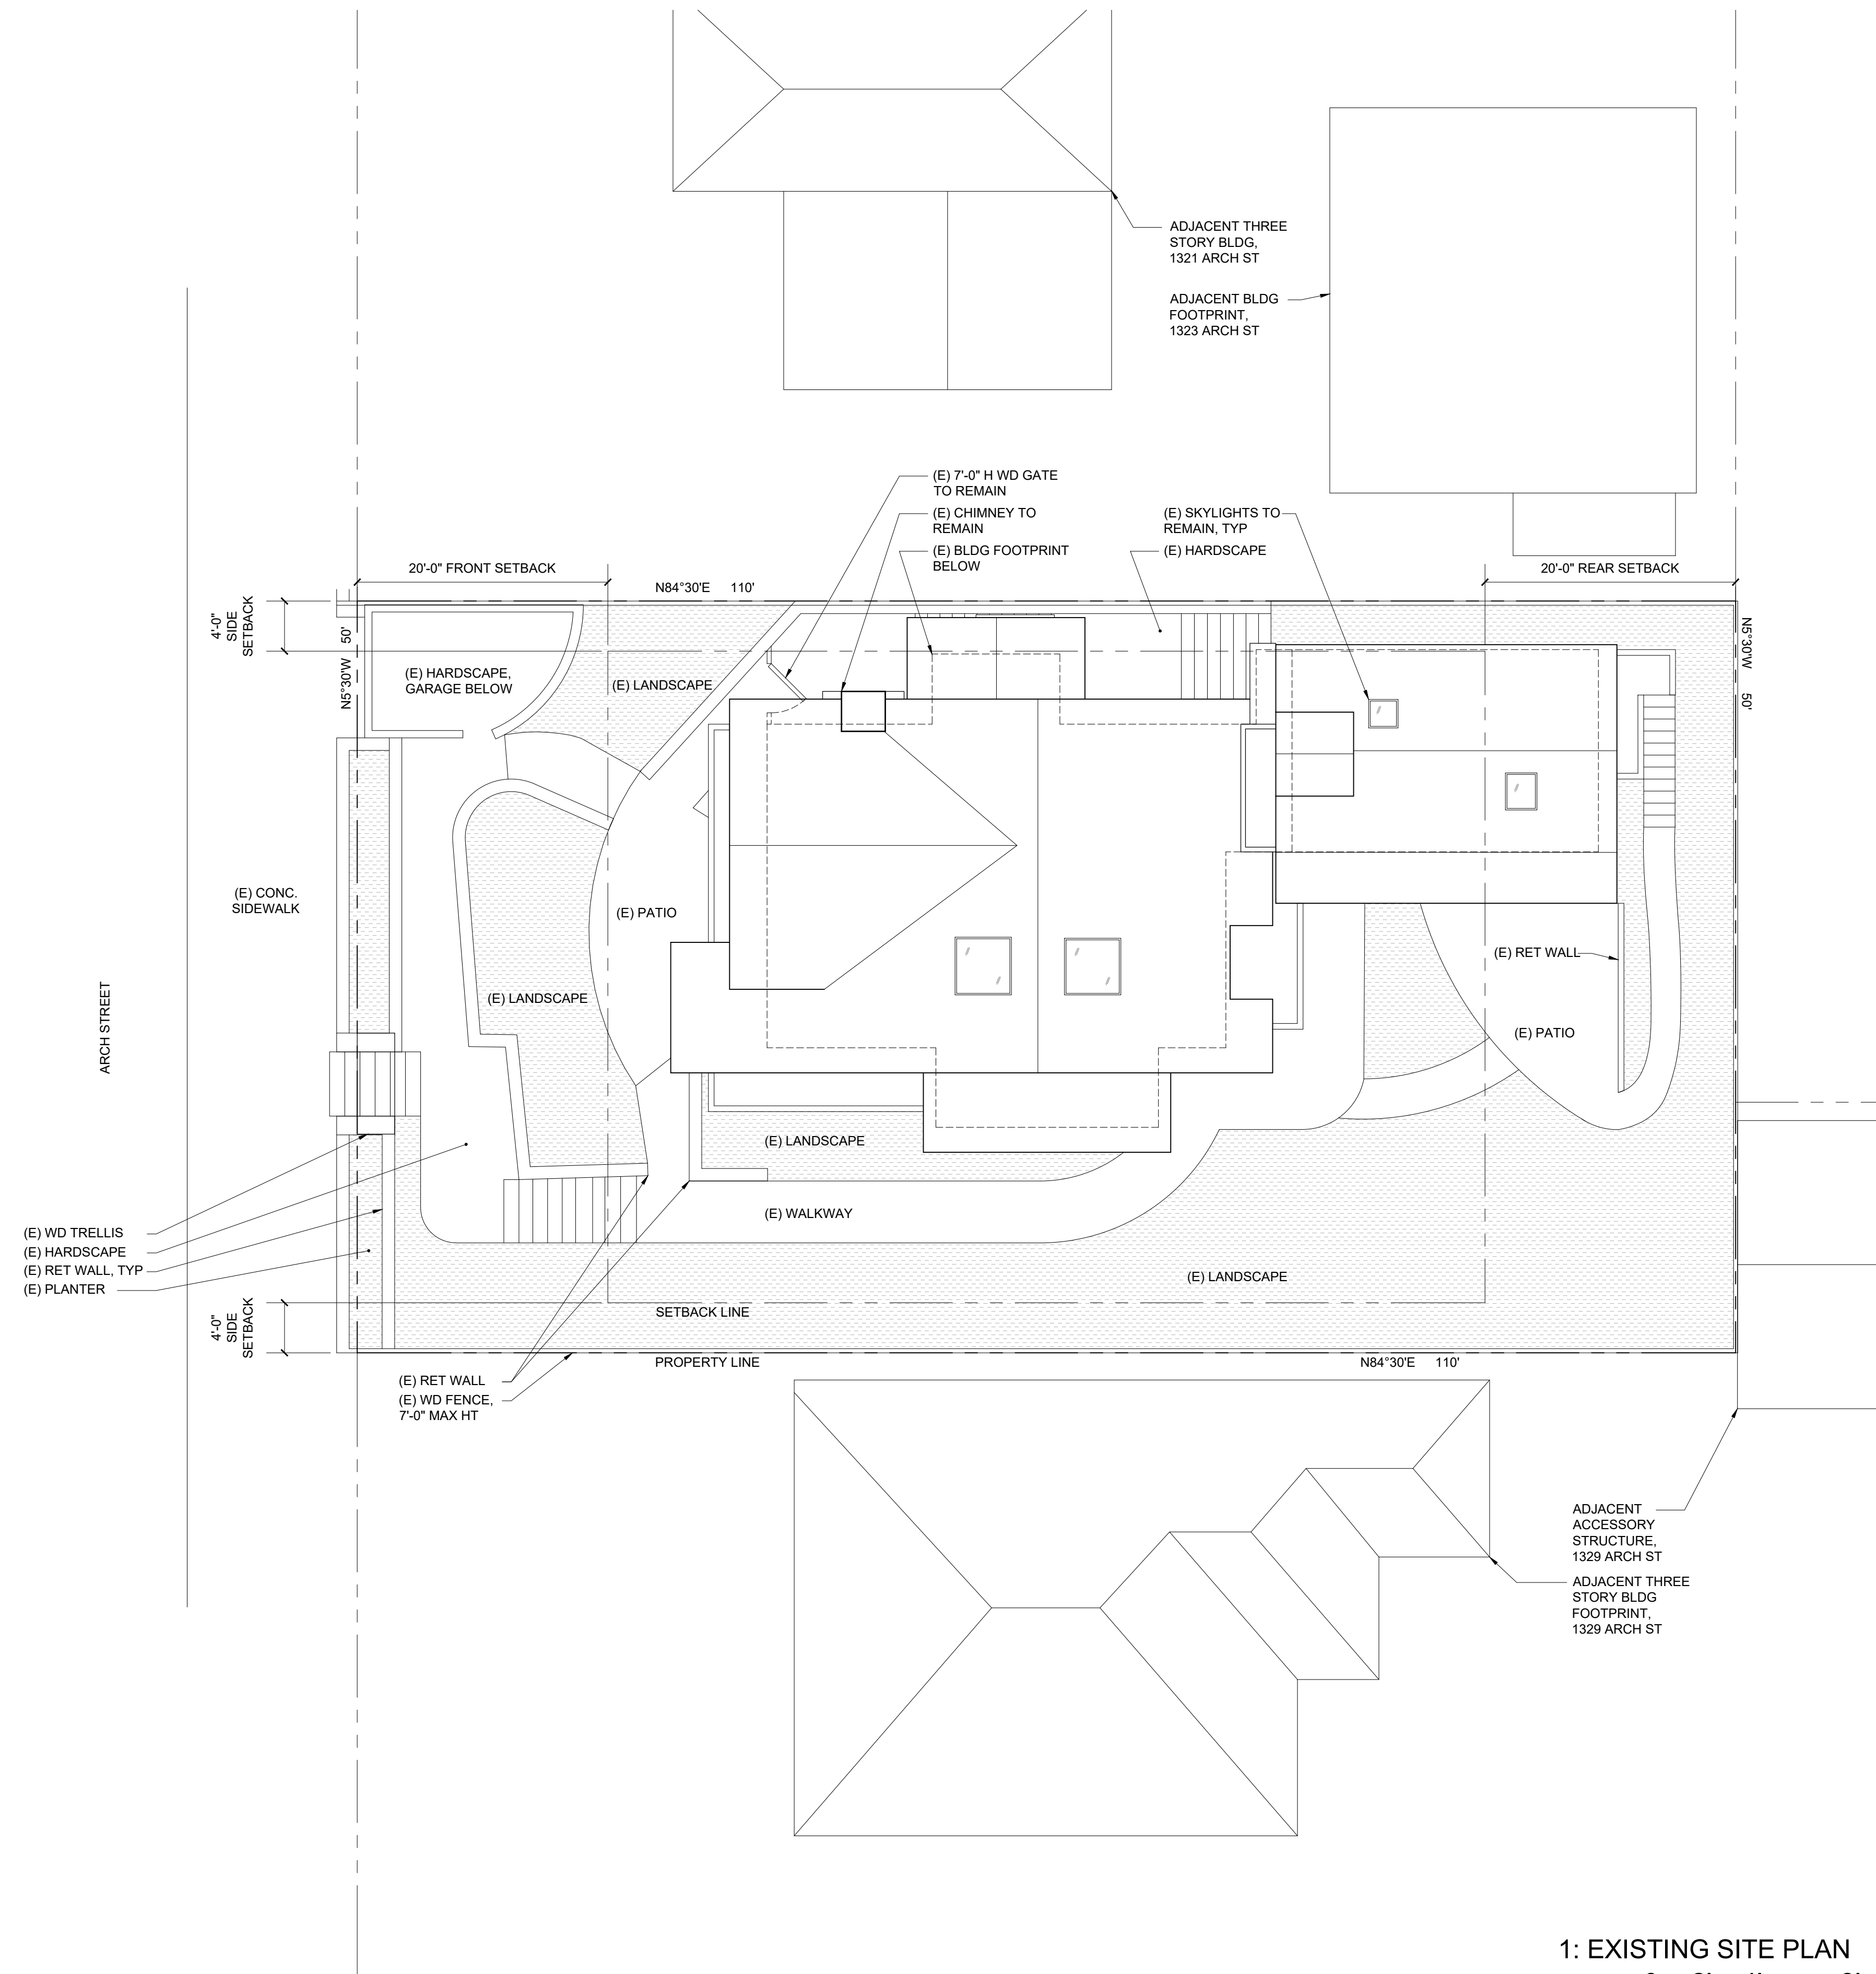 ADJACENT THREE
STORY BLDG,
1321 ARCH ST
ADJACENT BLDG
FOOTPRINT,
1323 ARCH ST
(E) 7'-0" H WD GATE
TO REMAIN
(E) CHIMNEY TO
REMAIN
(E) BLDG FOOTPRINT
BELOW
(E) SKYLIGHTS TO
REMAIN, TYP
(E) HARDSCAPE
20'-0" FRONT SETBACK
N84°30'E 110'
20'-0" REAR SETBACK
4'-0"
SIDE
SETBACK
N5°30'W 50'
N5°30'W 50'
(E) HARDSCAPE,
GARAGE BELOW
(E) LANDSCAPE
(E) CONC.
SIDEWALK
(E) PATIO
(E) RET WALL
(E) LANDSCAPE
(E) PATIO
ARCH STREET
(E) LANDSCAPE
(E) WALKWAY
(E) WD TRELLIS
(E) HARDSCAPE
(E) RET WALL, TYP
(E) PLANTER
(E) LANDSCAPE
4'-0"
SIDE
SETBACK
SETBACK LINE
PROPERTY LINE
N84°30'E 110'
(E) RET WALL
(E) WD FENCE,
7'-0" MAX HT
ADJACENT
ACCESSORY
STRUCTURE,
1329 ARCH ST
ADJACENT THREE
STORY BLDG
FOOTPRINT,
1329 ARCH ST
1: EXISTING SITE PLAN